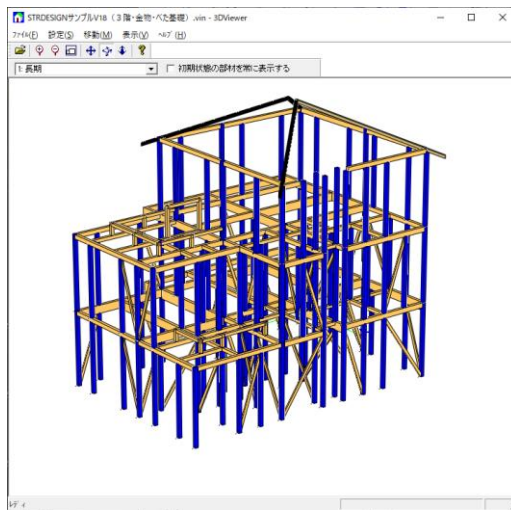 STRDESIGNサンプルV18（3階・金物・べた基礎）.vin - 3DViewer
ファイル(F) 設定(S) 移動(M) 表示(V) ヘルプ(H)
1: 長期 初期状態の部材を常に表示する
レディ